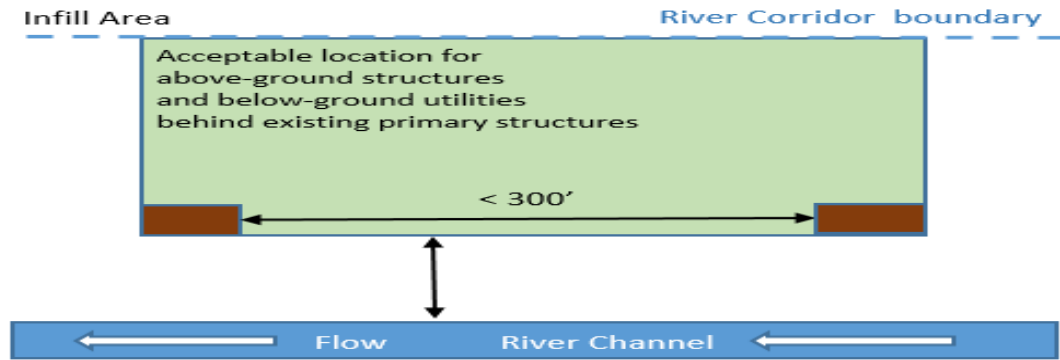 Infill Area
River Corridor boundary
Acceptable location for
above-ground structures
and below-ground utilities
behind existing primary structures
< 300’
Flow
River Channel